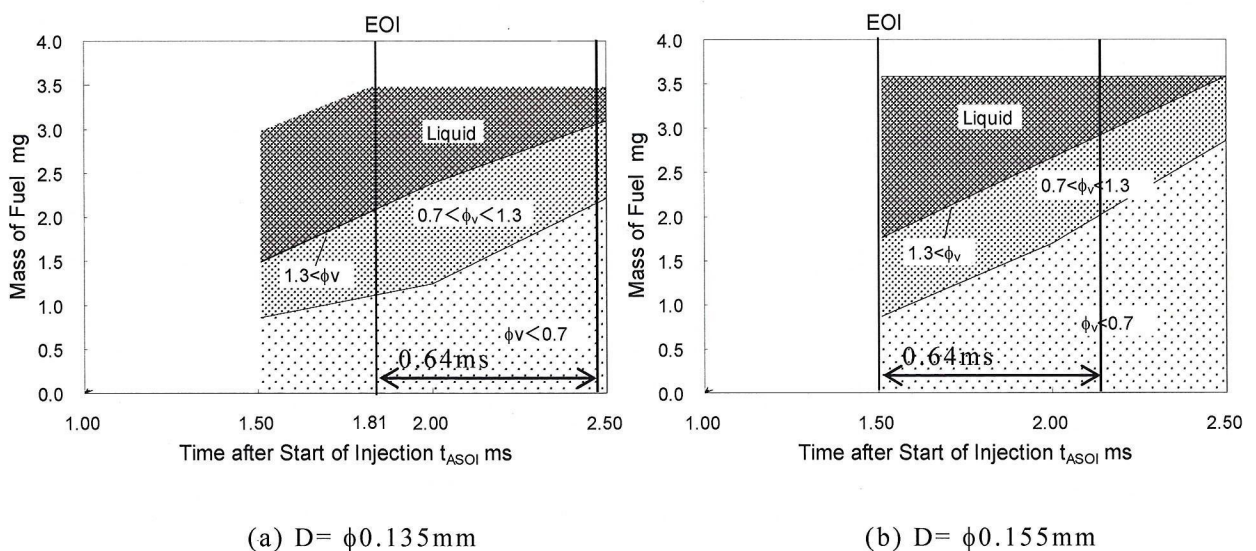 EOI
4.0
3.5
3.0
2.5
2.0
1.5
1.0
0.5
0.0
Mass of Fuel mg
Liquid
0.7<ϕv<1.3
1.3<ϕv
ϕv<0.7
0.64ms
1.00
1.50
1.81
2.00
2.50
Time after Start of Injection tASOI ms
(a) D= ϕ0.135mm
EOI
4.0
3.5
3.0
2.5
2.0
1.5
1.0
0.5
0.0
Mass of Fuel mg
Liquid
0.7<ϕv<1.3
1.3<ϕv
ϕv<0.7
0.64ms
1.00
1.50
2.00
2.50
Time after Start of Injection tASOI ms
(b) D= ϕ0.155mm